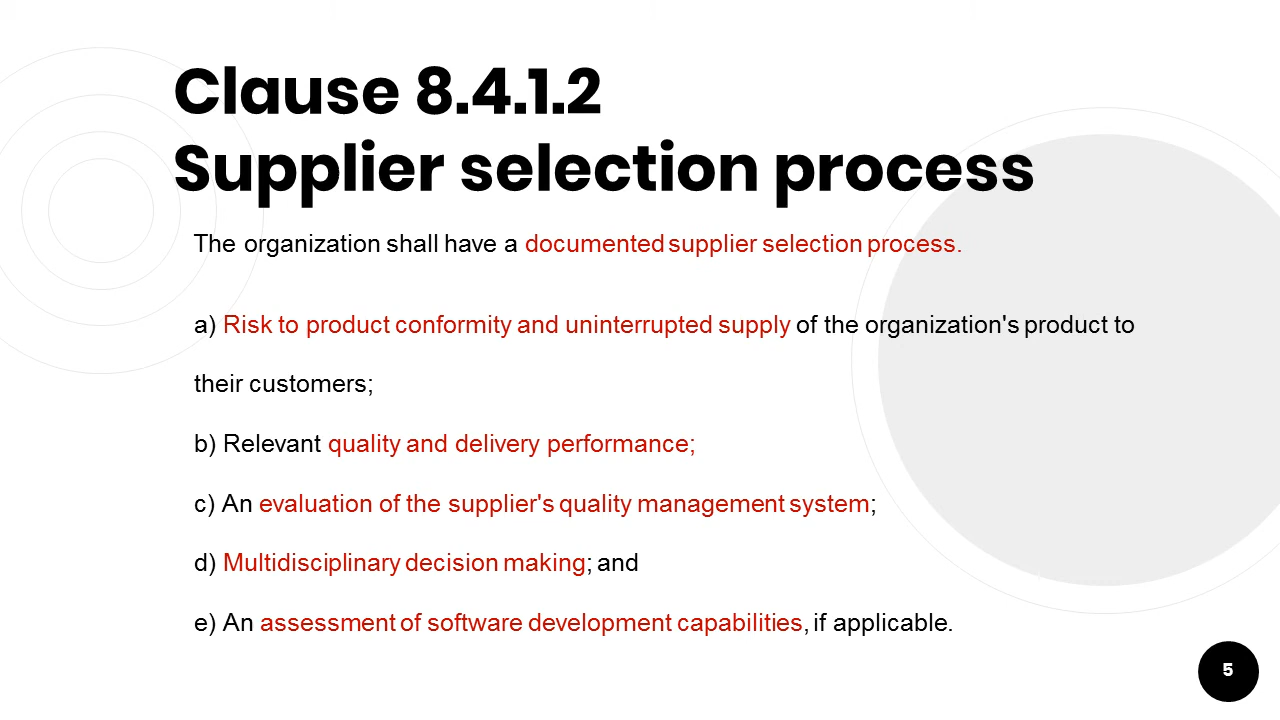 Clause 8.4.1.2
Supplier selection process
The organization shall have a documented supplier selection process.
a) Risk to product conformity and uninterrupted supply of the organization's product to
their customers;
b) Relevant quality and delivery performance;
c) An evaluation of the supplier's quality management system;
d) Multidisciplinary decision making; and
e) An assessment of software development capabilities, if applicable.
5